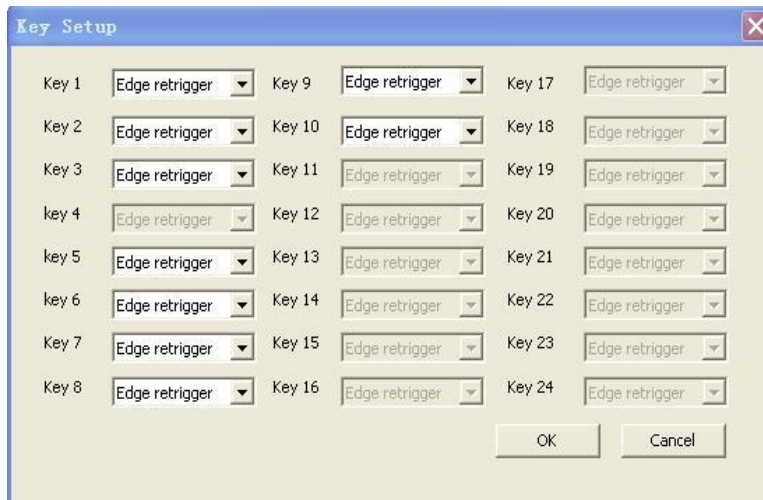 Key Setup
Key 1 Edge retrigger Key 9 Edge retrigger Key 17 Edge retrigger
Key 2 Edge retrigger Key 10 Edge retrigger Key 18 Edge retrigger
Key 3 Edge retrigger Key 11 Edge retrigger Key 19 Edge retrigger
key 4 Edge retrigger Key 12 Edge retrigger Key 20 Edge retrigger
key 5 Edge retrigger Key 13 Edge retrigger Key 21 Edge retrigger
key 6 Edge retrigger Key 14 Edge retrigger Key 22 Edge retrigger
Key 7 Edge retrigger Key 15 Edge retrigger Key 23 Edge retrigger
Key 8 Edge retrigger Key 16 Edge retrigger Key 24 Edge retrigger
OK Cancel